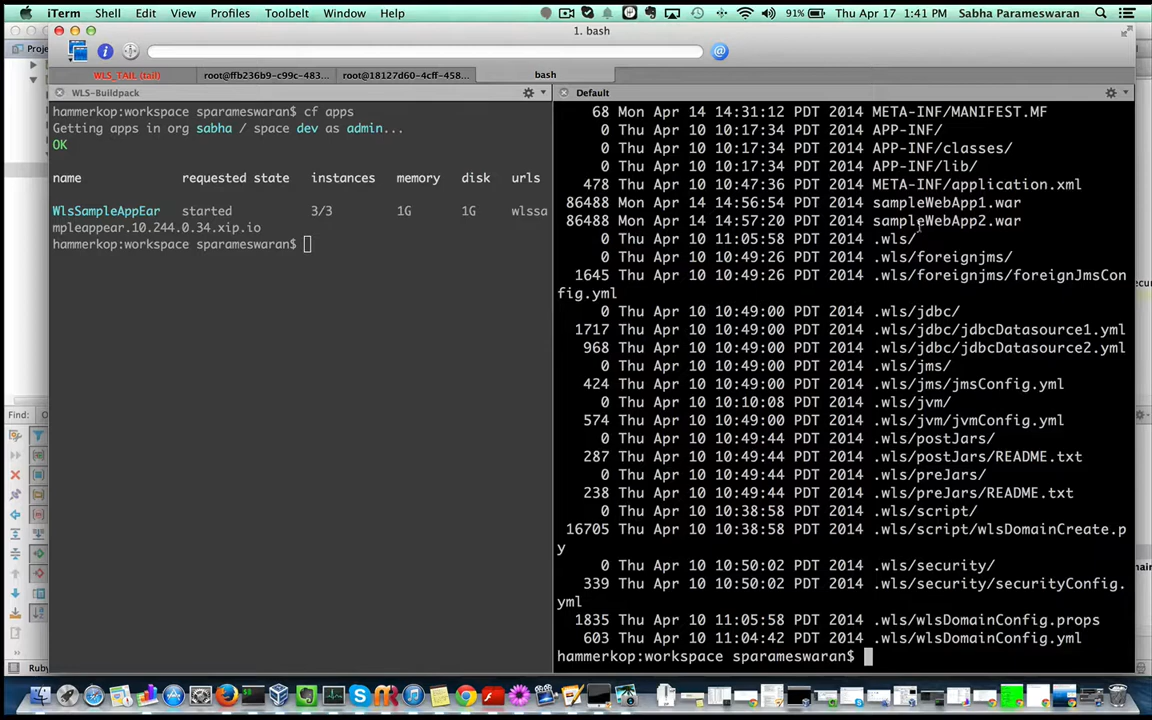 iTerm Shell Edit View Profiles Toolbelt Window Help 91% Thu Apr 17 1:41 PM Sabha Parameswaran
1. bash
Proje
WLS_TAIL (tail) root@ffb236b9-c99c-483... root@18127d60-4cff-458... bash
WLS-Buildpack
hammerkop:workspace sparameswaran$ cf apps
Getting apps in org sabha / space dev as admin...
OK
name requested state instances memory disk urls
WlsSampleAppEar started 3/3 1G 1G wlssa
mpleappear.10.244.0.34.xip.io
hammerkop:workspace sparameswaran$
Default
68 Mon Apr 14 14:31:12 PDT 2014 META-INF/MANIFEST.MF
0 Thu Apr 10 10:17:34 PDT 2014 APP-INF/
0 Thu Apr 10 10:17:34 PDT 2014 APP-INF/classes/
0 Thu Apr 10 10:17:34 PDT 2014 APP-INF/lib/
478 Thu Apr 10 10:47:36 PDT 2014 META-INF/application.xml
86488 Mon Apr 14 14:56:54 PDT 2014 sampleWebApp1.war
86488 Mon Apr 14 14:57:20 PDT 2014 sampleWebApp2.war
0 Thu Apr 10 11:05:58 PDT 2014 .wls/
0 Thu Apr 10 10:49:26 PDT 2014 .wls/foreignjms/
1645 Thu Apr 10 10:49:26 PDT 2014 .wls/foreignjms/foreignJmsCon
fig.yml
0 Thu Apr 10 10:49:00 PDT 2014 .wls/jdbc/
1717 Thu Apr 10 10:49:00 PDT 2014 .wls/jdbc/jdbcDatasource1.yml
968 Thu Apr 10 10:49:00 PDT 2014 .wls/jdbc/jdbcDatasource2.yml
0 Thu Apr 10 10:49:00 PDT 2014 .wls/jms/
424 Thu Apr 10 10:49:00 PDT 2014 .wls/jms/jmsConfig.yml
0 Thu Apr 10 10:10:08 PDT 2014 .wls/jvm/
574 Thu Apr 10 10:49:00 PDT 2014 .wls/jvm/jvmConfig.yml
0 Thu Apr 10 10:49:44 PDT 2014 .wls/postJars/
287 Thu Apr 10 10:49:44 PDT 2014 .wls/postJars/README.txt
0 Thu Apr 10 10:49:44 PDT 2014 .wls/preJars/
238 Thu Apr 10 10:49:44 PDT 2014 .wls/preJars/README.txt
0 Thu Apr 10 10:38:58 PDT 2014 .wls/script/
16705 Thu Apr 10 10:38:58 PDT 2014 .wls/script/wlsDomainCreate.p
y
0 Thu Apr 10 10:50:02 PDT 2014 .wls/security/
339 Thu Apr 10 10:50:02 PDT 2014 .wls/security/securityConfig.
yml
1835 Thu Apr 10 11:05:58 PDT 2014 .wls/wlsDomainConfig.props
603 Thu Apr 10 11:04:42 PDT 2014 .wls/wlsDomainConfig.yml
hammerkop:workspace sparameswaran$
Find:
Ruby
ecur
main